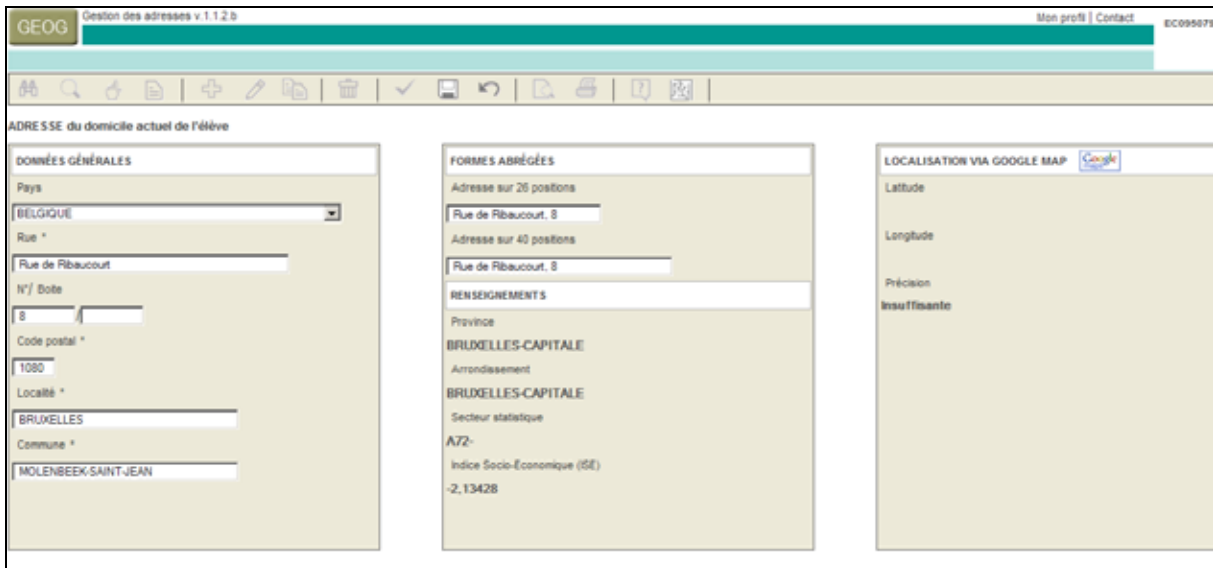 GEOG
Gestion des adresses v.1.1.2.b
Mon profil | Contact
EC095079
ADRESSE du domicile actuel de l'élève
DONNÉES GÉNÉRALES
Pays
BELGIQUE
Rue *
Rue de Ribaucourt
N°/ Boite
8 /
Code postal *
1080
Localité *
BRUXELLES
Commune *
MOLENBEEK-SAINT-JEAN
FORMES ABRÉGÉES
Adresse sur 26 positions
Rue de Ribaucourt, 8
Adresse sur 40 positions
Rue de Ribaucourt, 8
RENSEIGNEMENTS
Province
BRUXELLES-CAPITALE
Arrondissement
BRUXELLES-CAPITALE
Secteur statistique
A72-
Indice Socio-Economique (ISE)
-2,13428
LOCALISATION VIA GOOGLE MAP Google
Latitude
Longitude
Précision
Insuffisante